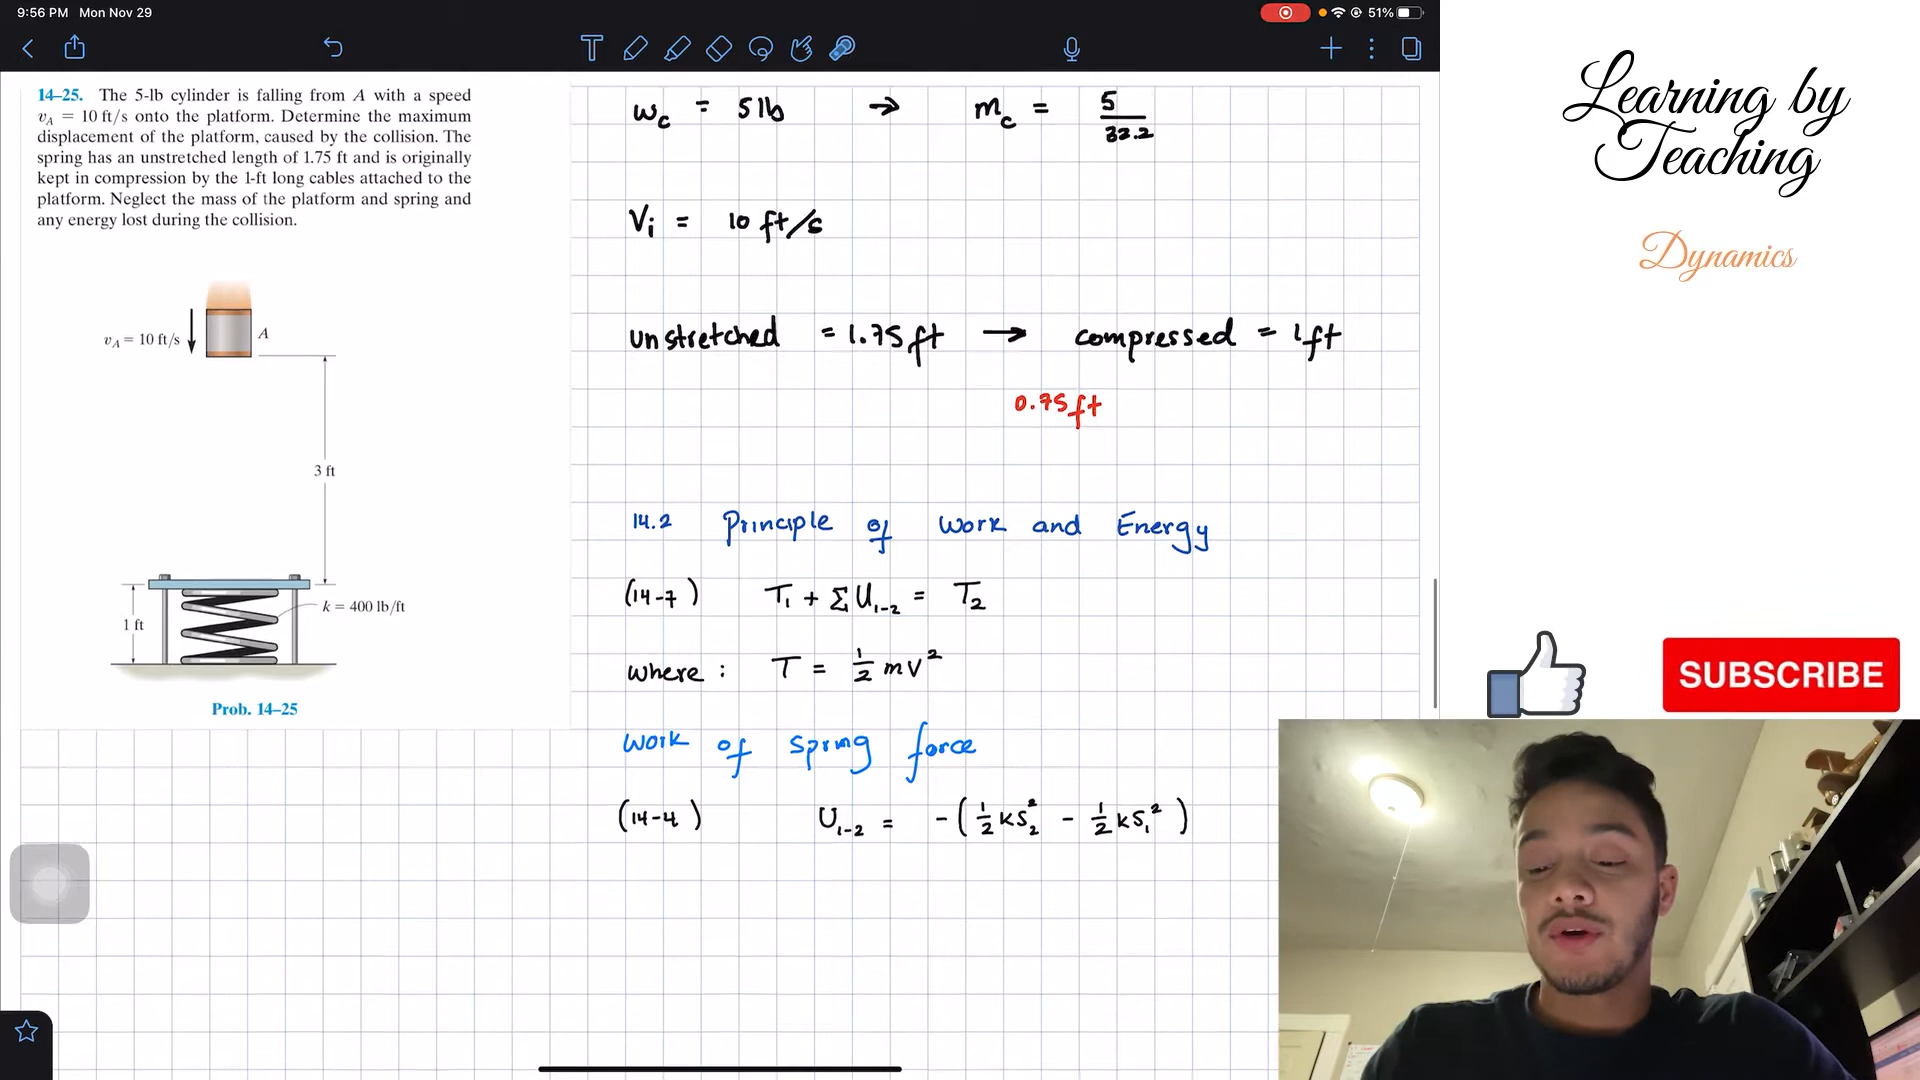 9:56 PM Mon Nov 29
51%
14–25. The 5-lb cylinder is falling from A with a speed
vA = 10 ft/s onto the platform. Determine the maximum
displacement of the platform, caused by the collision. The
spring has an unstretched length of 1.75 ft and is originally
kept in compression by the 1-ft long cables attached to the
platform. Neglect the mass of the platform and spring and
any energy lost during the collision.
vA = 10 ft/s
A
3 ft
k = 400 lb/ft
1 ft
Prob. 14–25
wc = 5 lb → mc = 5/32.2
Vi = 10 ft/s
unstretched = 1.75 ft → compressed = 1 ft
0.75 ft
14.2 Principle of Work and Energy
(14-7) T1 + ΣU1-2 = T2
where : T = 1/2 mv²
Work of spring force
(14-4) U1-2 = -(1/2 ks2² - 1/2 ks1²)
Learning by
Teaching
Dynamics
SUBSCRIBE